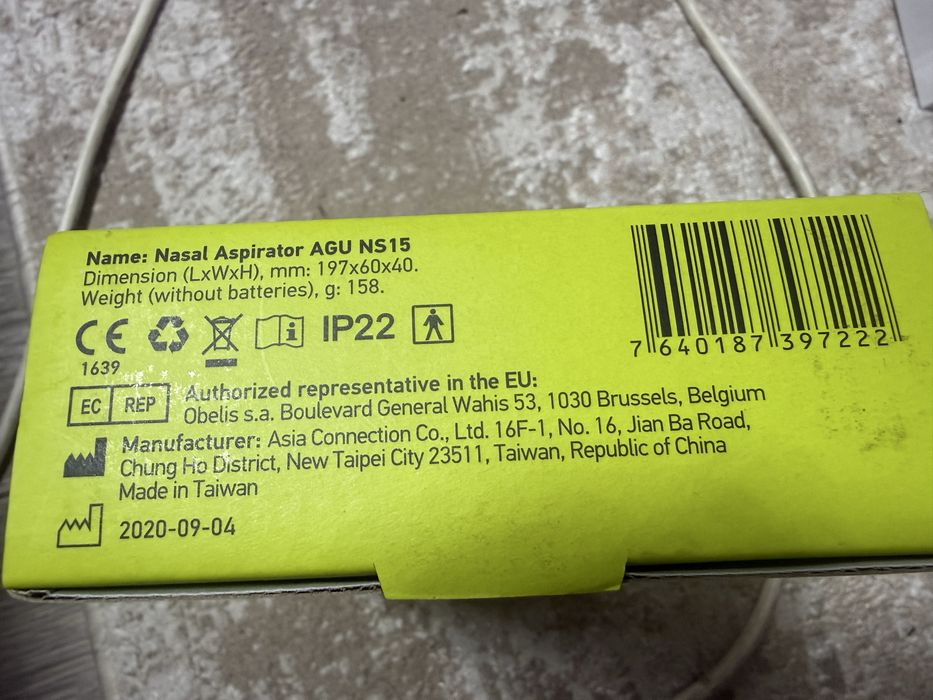 Name: Nasal Aspirator AGU NS15
Dimension (LxWxH), mm: 197x60x40.
Weight (without batteries), g: 158.
CE IP22
1639
EC REP
Authorized representative in the EU:
Obelis s.a. Boulevard General Wahis 53, 1030 Brussels, Belgium
Manufacturer: Asia Connection Co., Ltd. 16F-1, No. 16, Jian Ba Road,
Chung Ho District, New Taipei City 23511, Taiwan, Republic of China
Made in Taiwan
2020-09-04
7 640187 397222